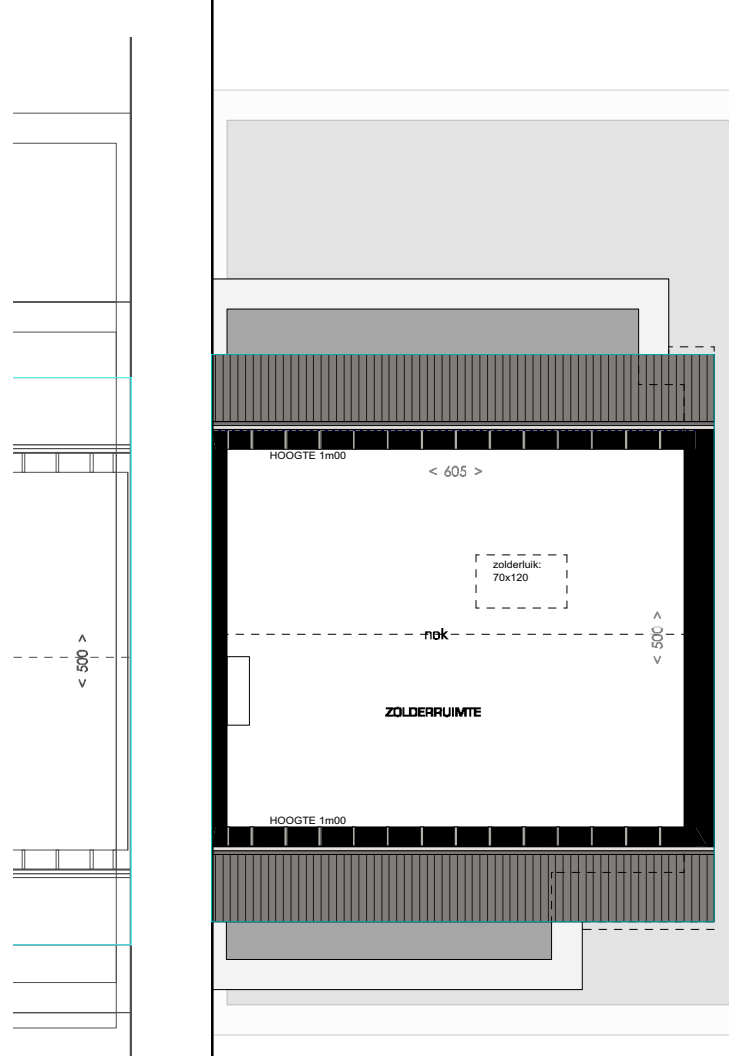 HOOGTE 1m00
< 605 >
zolderluik:
70x120
nok
< 500 >
< 500 >
ZOLDERRUIMTE
HOOGTE 1m00